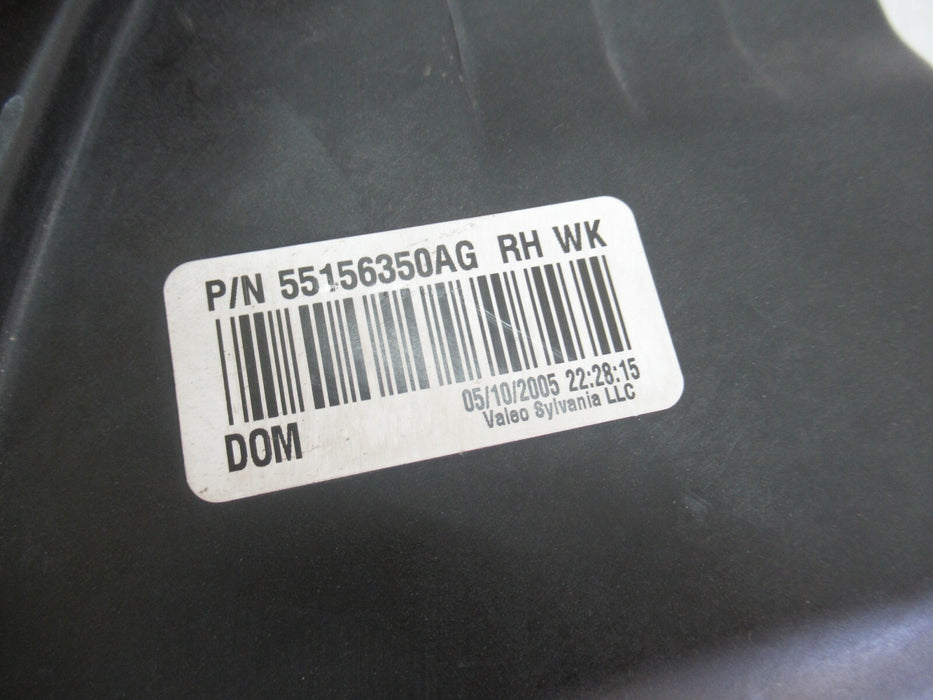 P/N 55156350AG RH WK
05/10/2005 22:28:15
Valeo Sylvania LLC
DOM